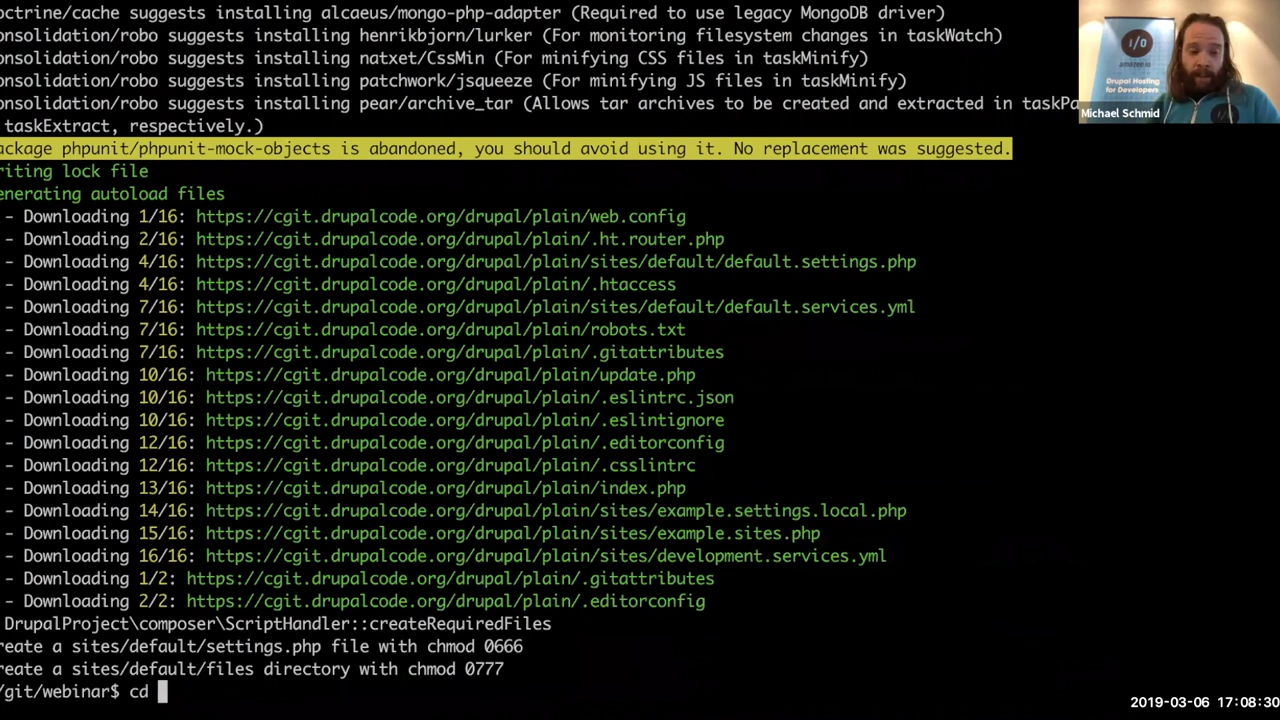 octrine/cache suggests installing alcaeus/mongo-php-adapter (Required to use legacy MongoDB driver)
onsolidation/robo suggests installing henrikbjorn/lurker (For monitoring filesystem changes in taskWatch)
onsolidation/robo suggests installing natxet/CssMin (For minifying CSS files in taskMinify)
onsolidation/robo suggests installing patchwork/jsqueeze (For minifying JS files in taskMinify)
onsolidation/robo suggests installing pear/archive_tar (Allows tar archives to be created and extracted in taskPa
taskExtract, respectively.)
ackage phpunit/phpunit-mock-objects is abandoned, you should avoid using it. No replacement was suggested.
riting lock file
enerating autoload files
- Downloading 1/16: https://cgit.drupalcode.org/drupal/plain/web.config
- Downloading 2/16: https://cgit.drupalcode.org/drupal/plain/.ht.router.php
- Downloading 4/16: https://cgit.drupalcode.org/drupal/plain/sites/default/default.settings.php
- Downloading 4/16: https://cgit.drupalcode.org/drupal/plain/.htaccess
- Downloading 7/16: https://cgit.drupalcode.org/drupal/plain/sites/default/default.services.yml
- Downloading 7/16: https://cgit.drupalcode.org/drupal/plain/robots.txt
- Downloading 7/16: https://cgit.drupalcode.org/drupal/plain/.gitattributes
- Downloading 10/16: https://cgit.drupalcode.org/drupal/plain/update.php
- Downloading 10/16: https://cgit.drupalcode.org/drupal/plain/.eslintrc.json
- Downloading 10/16: https://cgit.drupalcode.org/drupal/plain/.eslintignore
- Downloading 12/16: https://cgit.drupalcode.org/drupal/plain/.editorconfig
- Downloading 12/16: https://cgit.drupalcode.org/drupal/plain/.csslintrc
- Downloading 13/16: https://cgit.drupalcode.org/drupal/plain/index.php
- Downloading 14/16: https://cgit.drupalcode.org/drupal/plain/sites/example.settings.local.php
- Downloading 15/16: https://cgit.drupalcode.org/drupal/plain/sites/example.sites.php
- Downloading 16/16: https://cgit.drupalcode.org/drupal/plain/sites/development.services.yml
- Downloading 1/2: https://cgit.drupalcode.org/drupal/plain/.gitattributes
- Downloading 2/2: https://cgit.drupalcode.org/drupal/plain/.editorconfig
DrupalProject\composer\ScriptHandler::createRequiredFiles
reate a sites/default/settings.php file with chmod 0666
reate a sites/default/files directory with chmod 0777
/git/webinar$ cd
I/O
amazee.io
Drupal Hosting
for Developers
Michael Schmid
2019-03-06 17:08:30